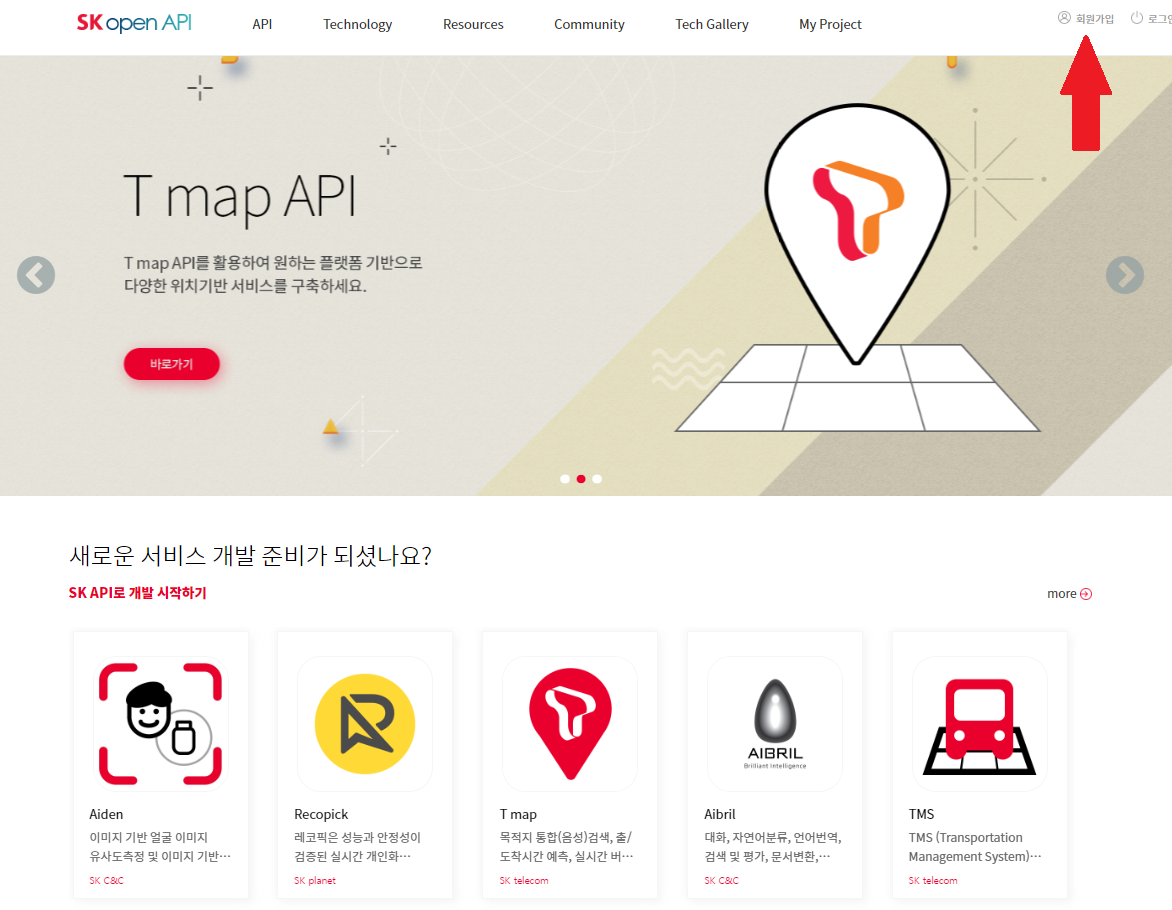 SK open API
API Technology Resources Community Tech Gallery My Project
회원가입 로그인
T map API
T map API를 활용하여 원하는 플랫폼 기반으로
다양한 위치기반 서비스를 구축하세요.
바로가기
새로운 서비스 개발 준비가 되셨나요?
SK API로 개발 시작하기
more
AIBRIL
Brilliant Intelligence
Aiden
이미지 기반 얼굴 이미지
유사도측정 및 이미지 기반…
SK C&C
Recopick
레코픽은 성능과 안정성이
검증된 실시간 개인화…
SK planet
T map
목적지 통합(음성)검색, 출/
도착시간 예측, 실시간 버…
SK telecom
Aibril
대화, 자연어분류, 언어번역,
검색 및 평가, 문서변환,…
SK C&C
TMS
TMS (Transportation
Management System)…
SK telecom